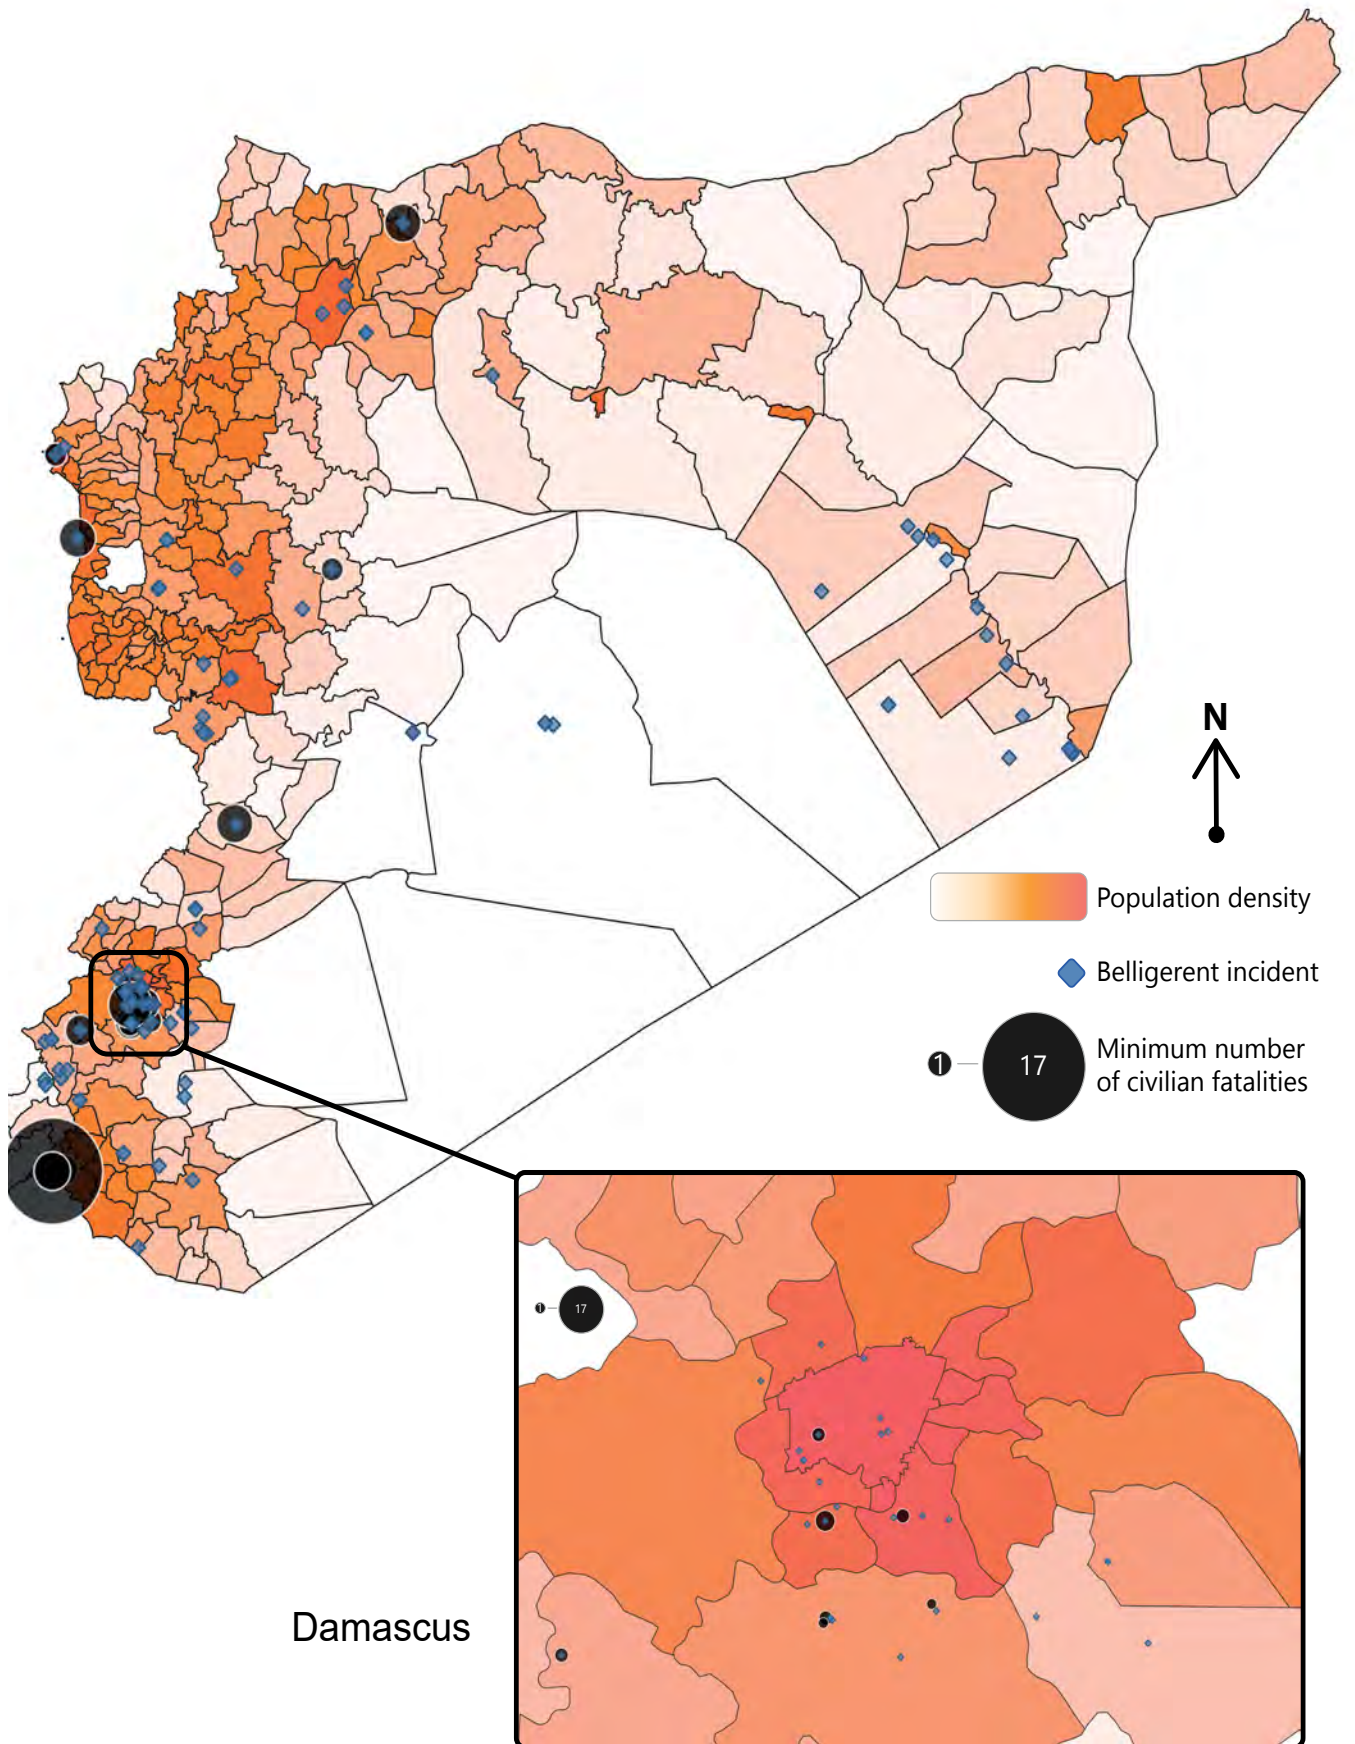 N
Population density
Belligerent incident
1
17
Minimum number
of civilian fatalities
1
17
Damascus